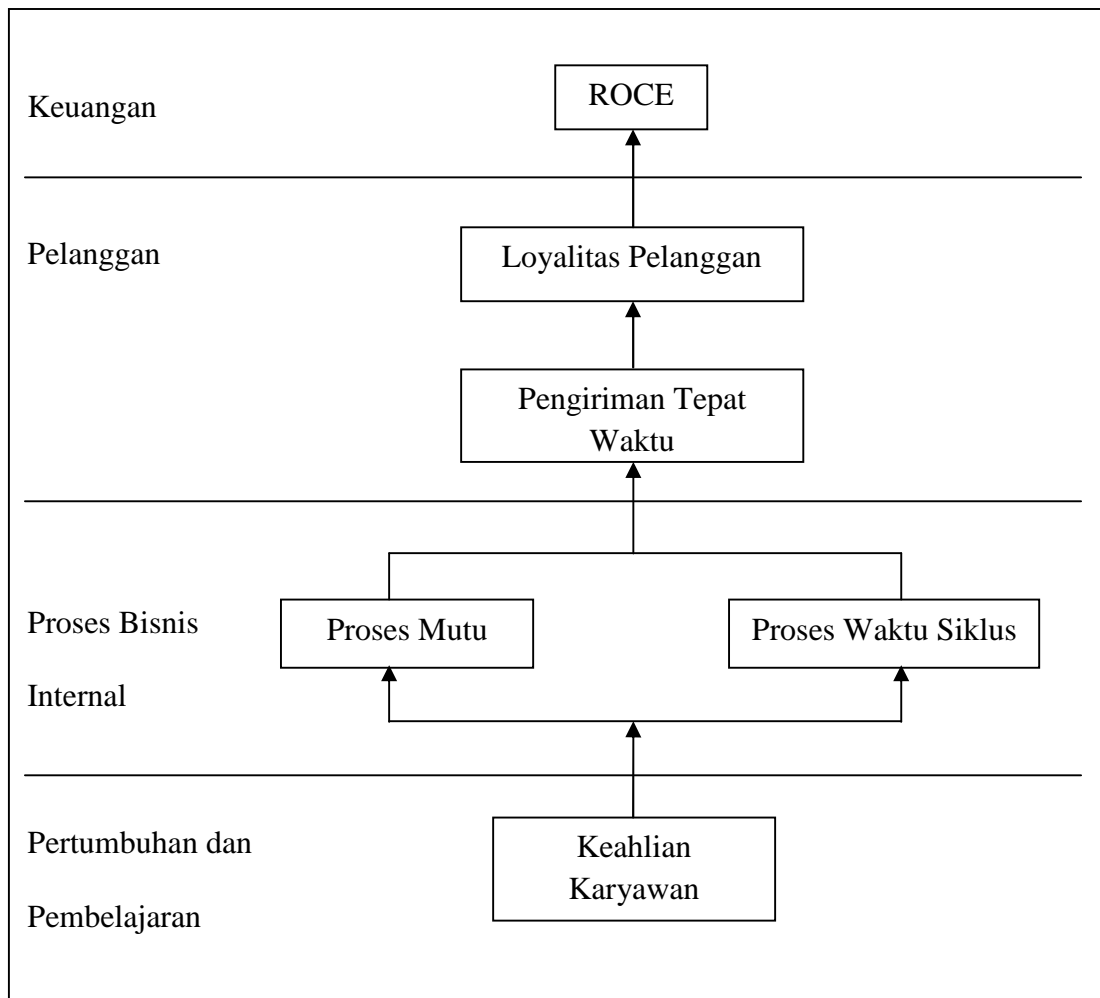 Keuangan
ROCE
Pelanggan
Loyalitas Pelanggan
Pengiriman Tepat
Waktu
Proses Bisnis
Internal
Proses Mutu
Proses Waktu Siklus
Pertumbuhan dan
Pembelajaran
Keahlian
Karyawan